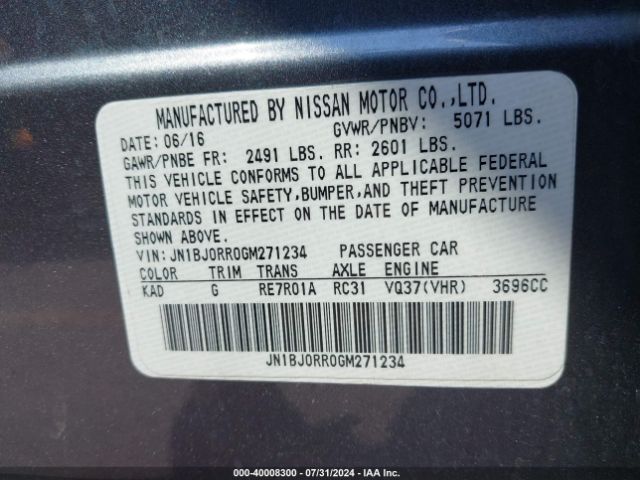 MANUFACTURED BY NISSAN MOTOR CO.,LTD.
DATE: 06/16 GVWR/PNBV: 5071 LBS.
GAWR/PNBE FR: 2491 LBS. RR: 2601 LBS.
THIS VEHICLE CONFORMS TO ALL APPLICABLE FEDERAL
MOTOR VEHICLE SAFETY,BUMPER,AND THEFT PREVENTION
STANDARDS IN EFFECT ON THE DATE OF MANUFACTURE
SHOWN ABOVE.
VIN: JN1BJ0RR0GM271234 PASSENGER CAR
COLOR TRIM TRANS AXLE ENGINE
KAD G RE7R01A RC31 VQ37(VHR) 3696CC
JN1BJ0RR0GM271234
000-40008300 - 07/31/2024 - IAA Inc.